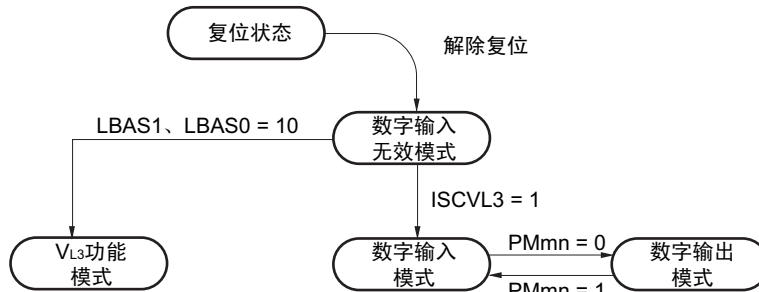 复位状态
解除复位
LBAS1、LBAS0 = 10
数字输入
无效模式
ISCVL3 = 1
VL3功能
模式
数字输入
模式
PMmn = 0
PMmn = 1
数字输出
模式